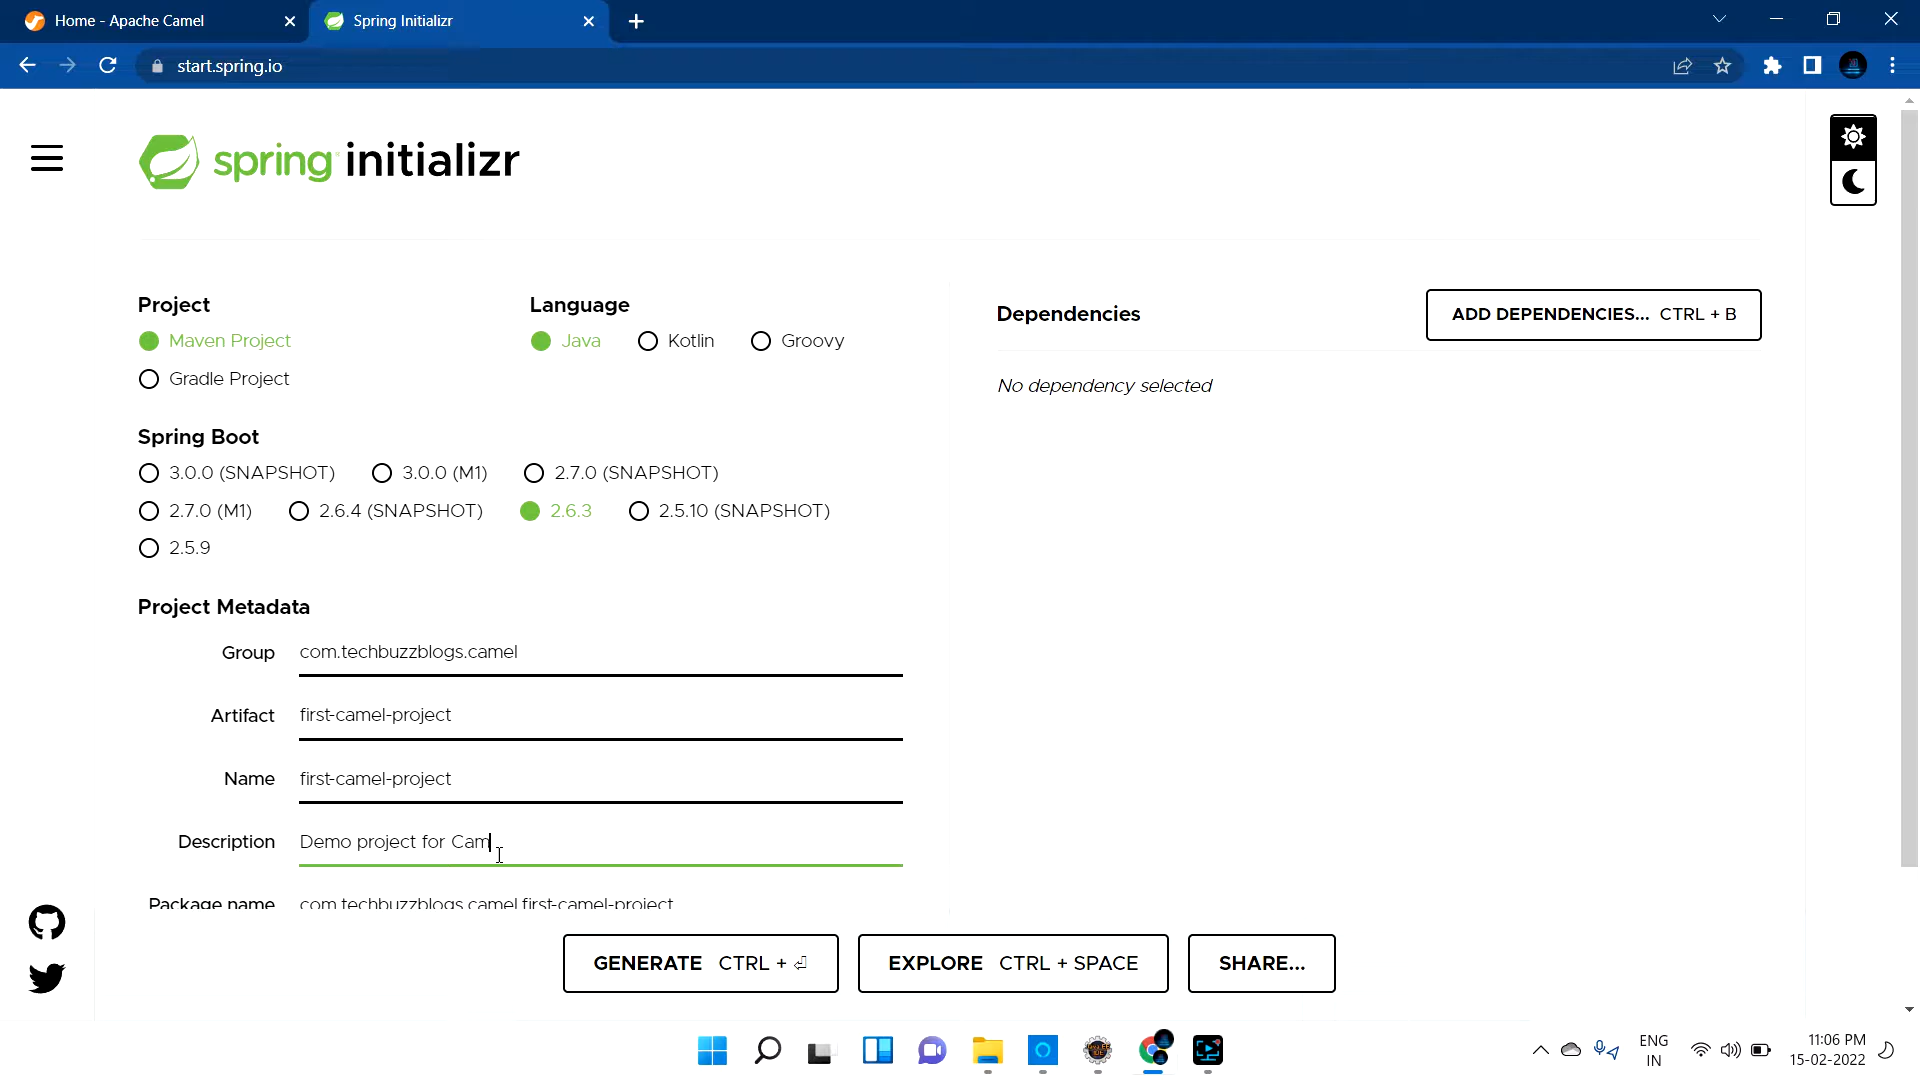 Home - Apache Camel
Spring Initializr
start.spring.io
spring initializr
Project
Maven Project
Gradle Project
Language
Java Kotlin Groovy
Spring Boot
3.0.0 (SNAPSHOT) 3.0.0 (M1) 2.7.0 (SNAPSHOT)
2.7.0 (M1) 2.6.4 (SNAPSHOT) 2.6.3 2.5.10 (SNAPSHOT)
2.5.9
Project Metadata
Group com.techbuzzblogs.camel
Artifact first-camel-project
Name first-camel-project
Description Demo project for Cam
Package name com.techbuzzblogs.camel.first-camel-project
Dependencies
ADD DEPENDENCIES... CTRL + B
No dependency selected
GENERATE CTRL + ⏎
EXPLORE CTRL + SPACE
SHARE...
ENG
IN
11:06 PM
15-02-2022